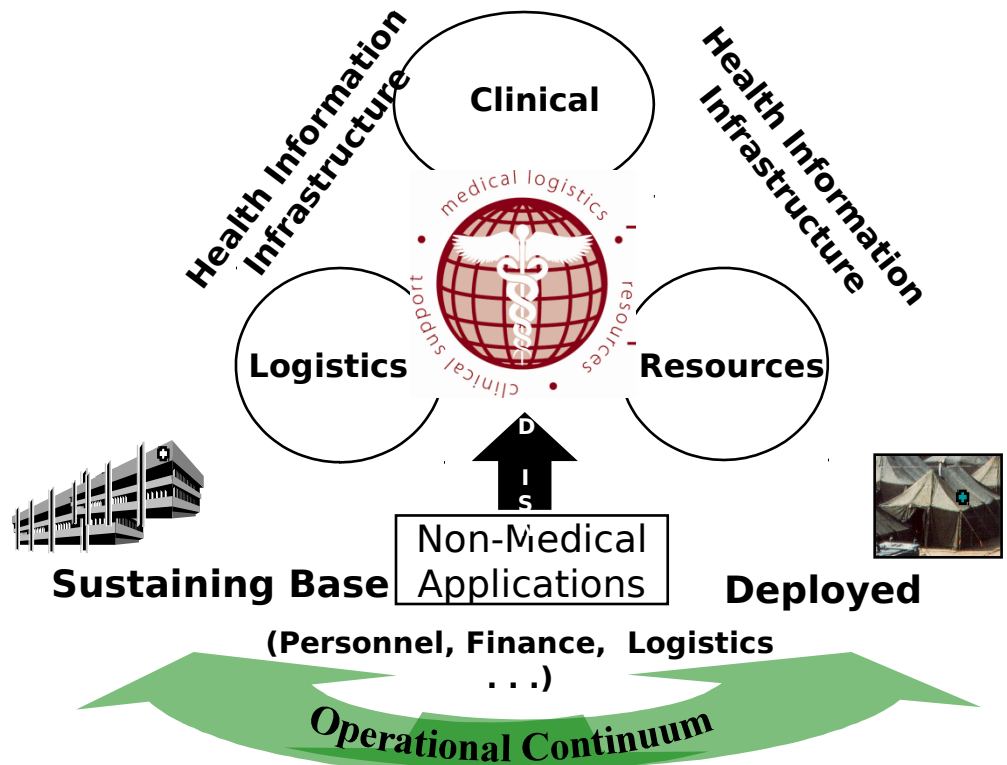 Health Information
Infrastructure
Clinical
Health Information
Infrastructure
medical logistics
resources
clinical support
Logistics
Resources
D
I
S
Non-Medical
Applications
Sustaining Base
Deployed
(Personnel, Finance, Logistics
. . .)
Operational Continuum